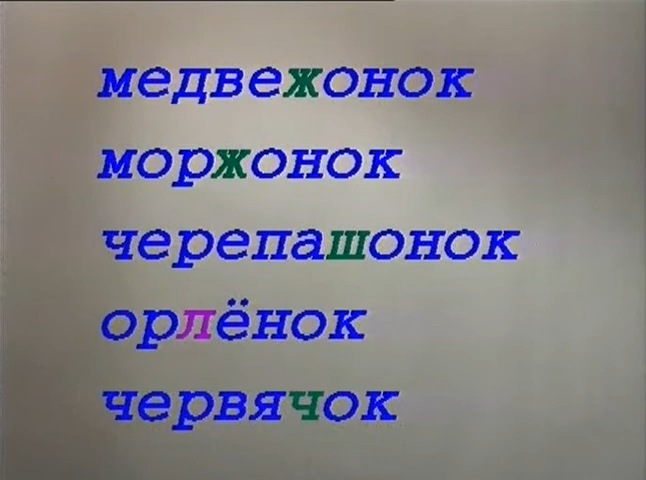 медвежонок
моржонок
черепашонок
орлёнок
червячок